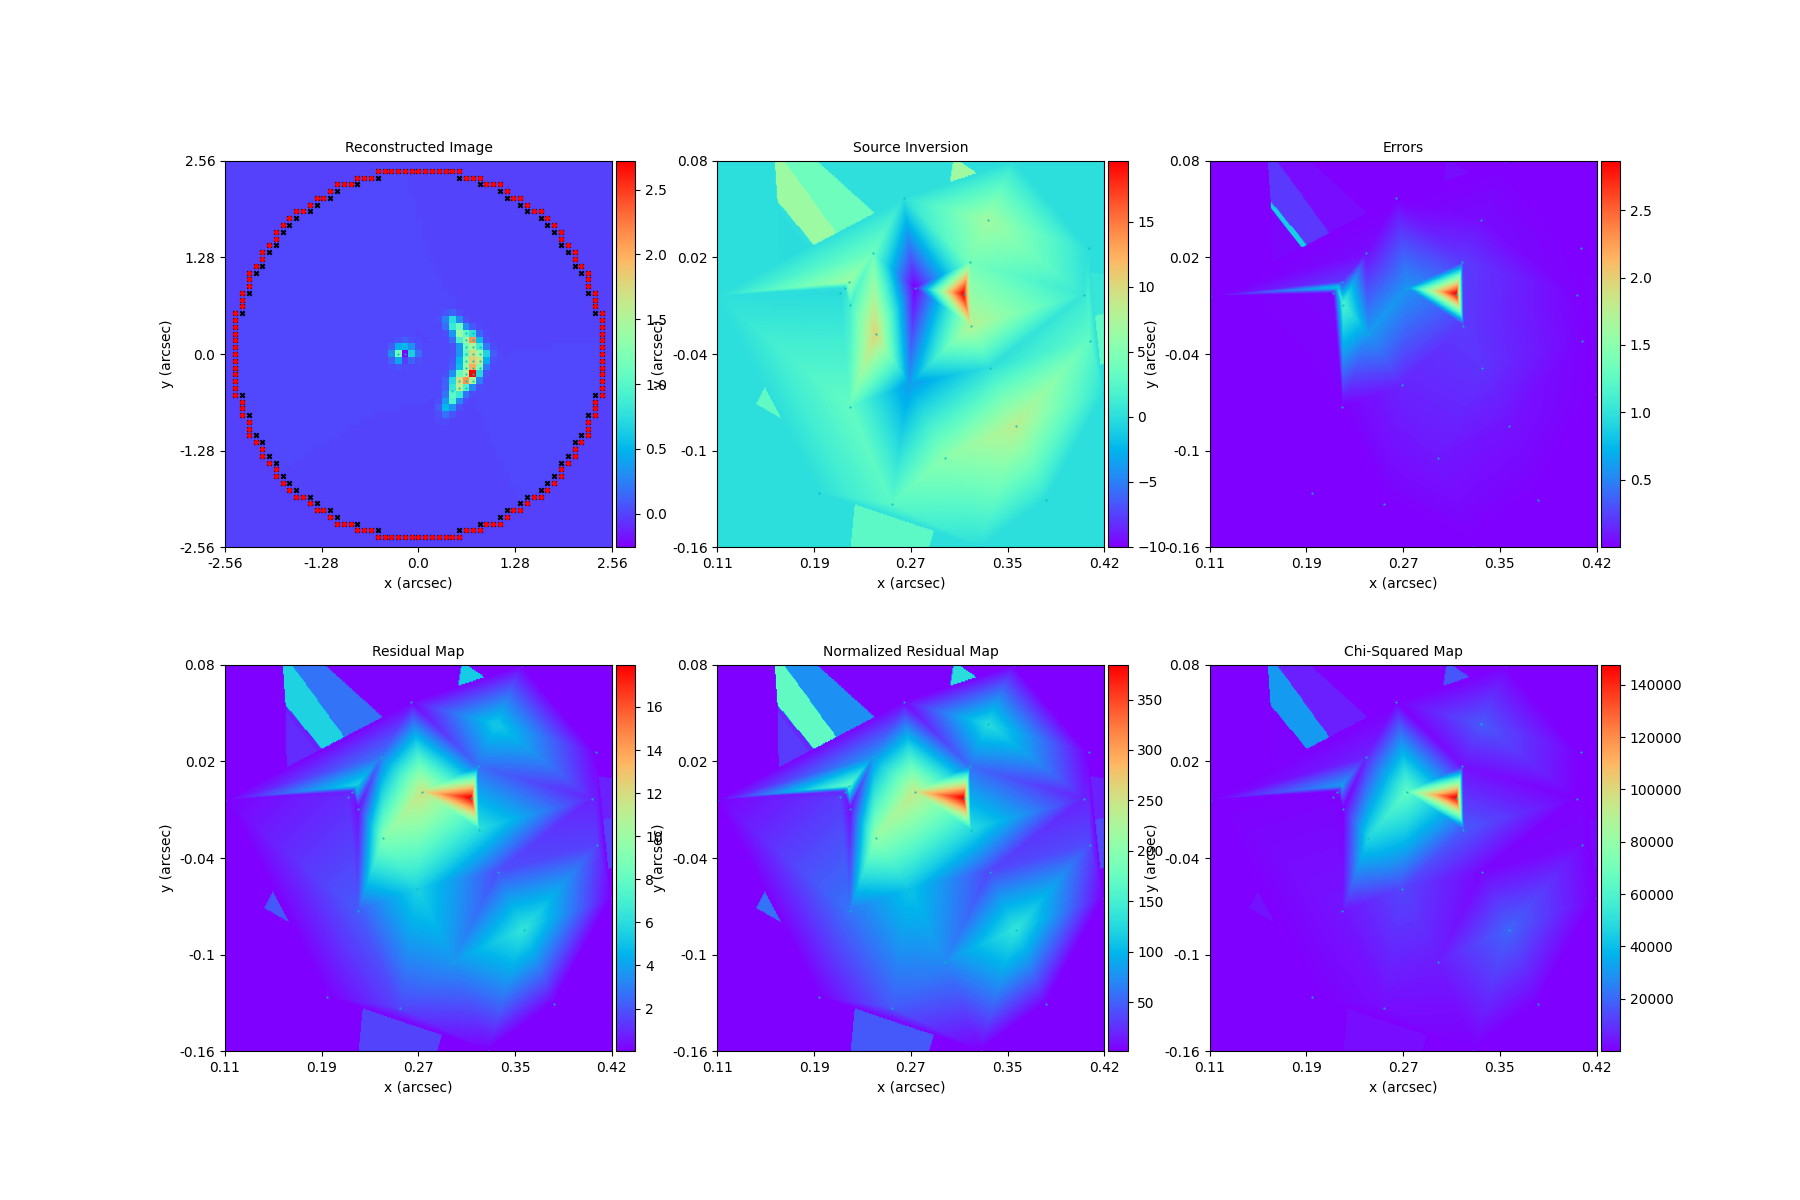 Reconstructed Image
2.56
1.28
0.0
-1.28
-2.56
-2.56 -1.28 0.0 1.28 2.56
x (arcsec)
y (arcsec)
2.5
2.0
1.5
1.0
0.5
0.0
Source Inversion
0.08
0.02
-0.04
-0.1
-0.16
0.11 0.19 0.27 0.35 0.42
x (arcsec)
y (arcsec)
15
10
5
0
−5
−10
Errors
0.08
0.02
-0.04
-0.1
-0.16
0.11 0.19 0.27 0.35 0.42
x (arcsec)
y (arcsec)
2.5
2.0
1.5
1.0
0.5
Residual Map
0.08
0.02
-0.04
-0.1
-0.16
0.11 0.19 0.27 0.35 0.42
x (arcsec)
y (arcsec)
16
14
12
10
8
6
4
2
Normalized Residual Map
0.08
0.02
-0.04
-0.1
-0.16
0.11 0.19 0.27 0.35 0.42
x (arcsec)
y (arcsec)
350
300
250
200
150
100
50
Chi-Squared Map
0.08
0.02
-0.04
-0.1
-0.16
0.11 0.19 0.27 0.35 0.42
x (arcsec)
y (arcsec)
140000
120000
100000
80000
60000
40000
20000